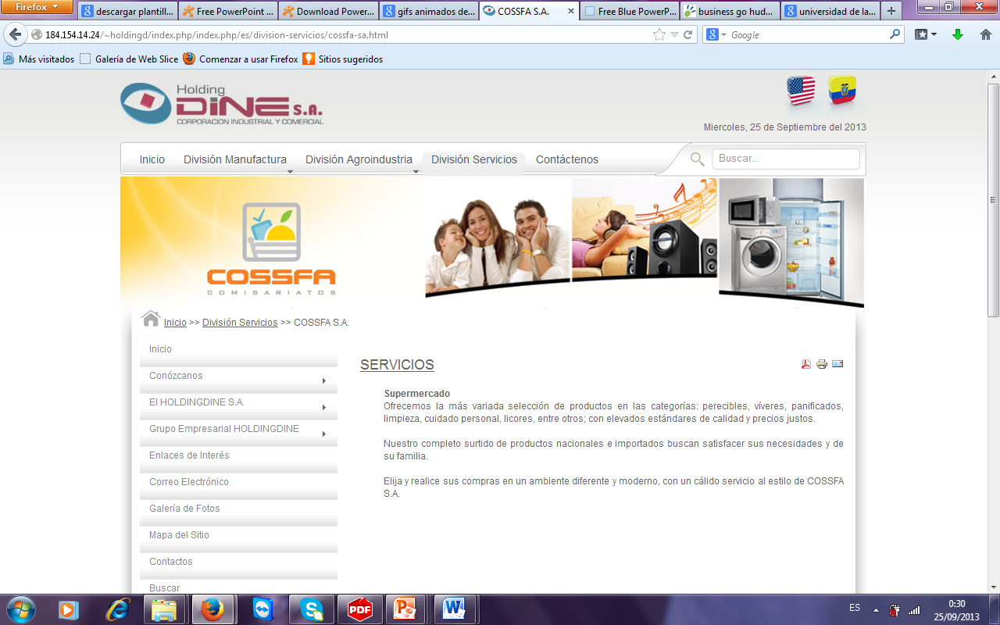 Firefox
descargar plantill...
Free PowerPoint ...
Download Power...
gifs animados de...
COSSFA S.A.
Free Blue PowerP...
business go hud...
universidad de la...
184.154.14.24/~holdingd/index.php/index.php/es/division-servicios/cossfa-sa.html
Google
Más visitados
Galería de Web Slice
Comenzar a usar Firefox
Sitios sugeridos
Holding
DiNE S.A.
CORPORACION INDUSTRIAL Y COMERCIAL
Miercoles, 25 de Septiembre del 2013
Inicio
División Manufactura
División Agroindustria
División Servicios
Contáctenos
Buscar...
COSSFA
COMISARIATOS
Inicio >> División Servicios >> COSSFA S.A.
Inicio
Conózcanos
El HOLDINGDINE S.A.
Grupo Empresarial HOLDINGDINE
Enlaces de Interés
Correo Electrónico
Galería de Fotos
Mapa del Sitio
Contactos
Buscar
SERVICIOS
Supermercado
Ofrecemos la más variada selección de productos en las categorías: perecibles, víveres, panificados,
limpieza, cuidado personal, licores, entre otros; con elevados estándares de calidad y precios justos.
Nuestro completo surtido de productos nacionales e importados buscan satisfacer sus necesidades y de
su familia.
Elija y realice sus compras en un ambiente diferente y moderno, con un cálido servicio al estilo de COSSFA
S.A.
PDF
ES
0:30
25/09/2013